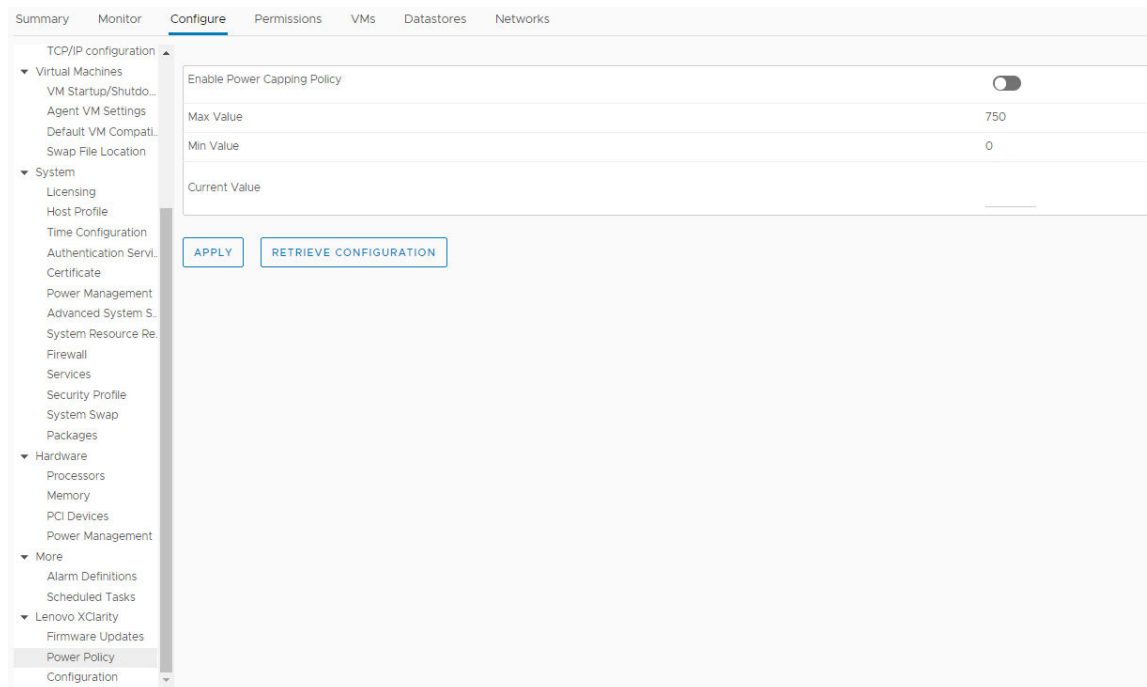 Summary Monitor Configure Permissions VMs Datastores Networks
TCP/IP configuration
Virtual Machines
VM Startup/Shutdo...
Agent VM Settings
Default VM Compati...
Swap File Location
System
Licensing
Host Profile
Time Configuration
Authentication Servi...
Certificate
Power Management
Advanced System S...
System Resource Re...
Firewall
Services
Security Profile
System Swap
Packages
Hardware
Processors
Memory
PCI Devices
Power Management
More
Alarm Definitions
Scheduled Tasks
Lenovo XClarity
Firmware Updates
Power Policy
Configuration
Enable Power Capping Policy
Max Value 750
Min Value 0
Current Value
APPLY RETRIEVE CONFIGURATION